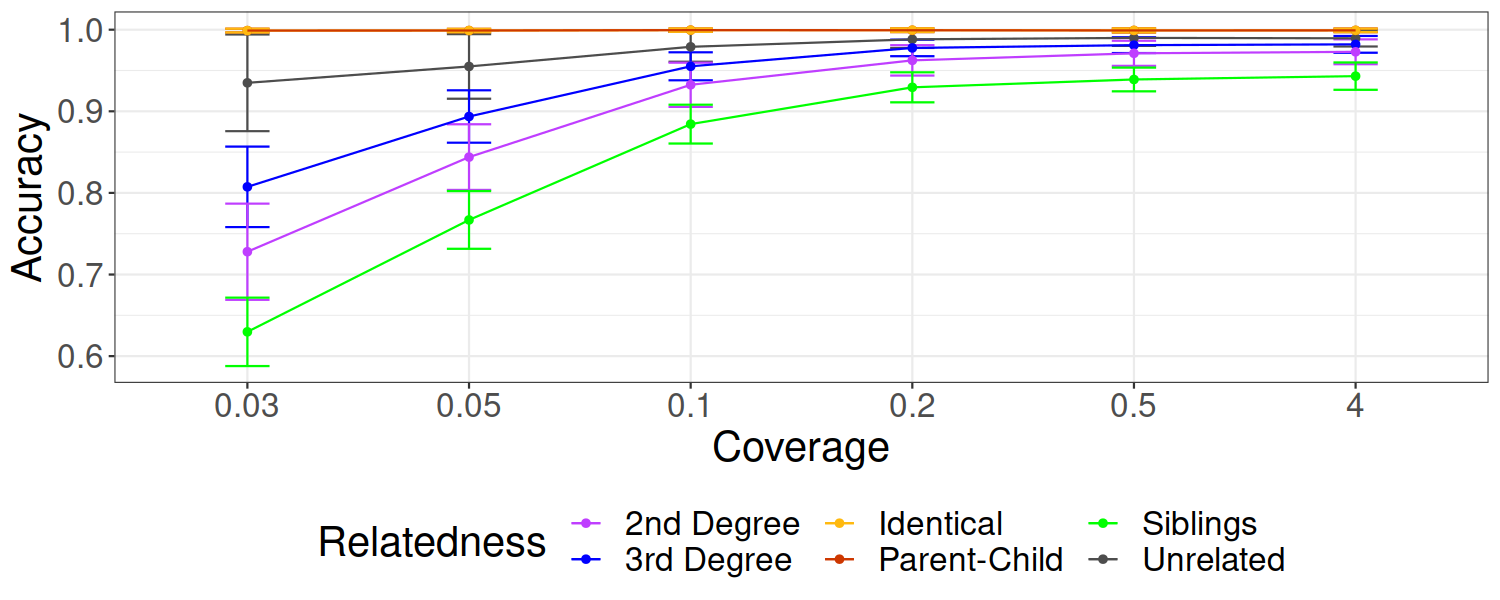 1.0
0.9
0.8
0.7
0.6
Accuracy
0.03 0.05 0.1 0.2 0.5 4
Coverage
Relatedness
2nd Degree Identical Siblings
3rd Degree Parent-Child Unrelated